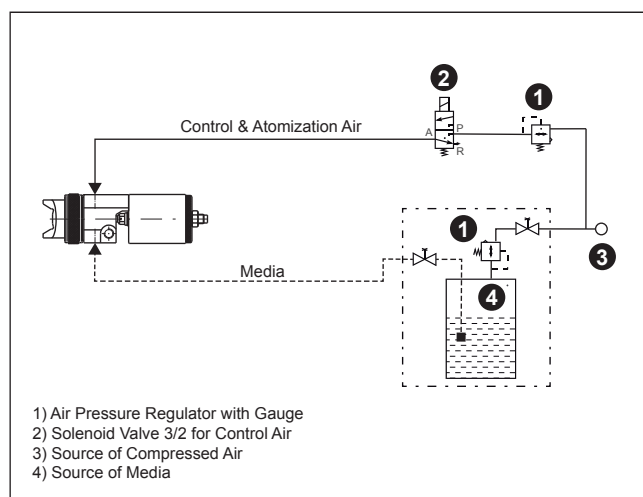 2
1
Control & Atomization Air
A
P
R
1
3
Media
4
1) Air Pressure Regulator with Gauge
2) Solenoid Valve 3/2 for Control Air
3) Source of Compressed Air
4) Source of Media